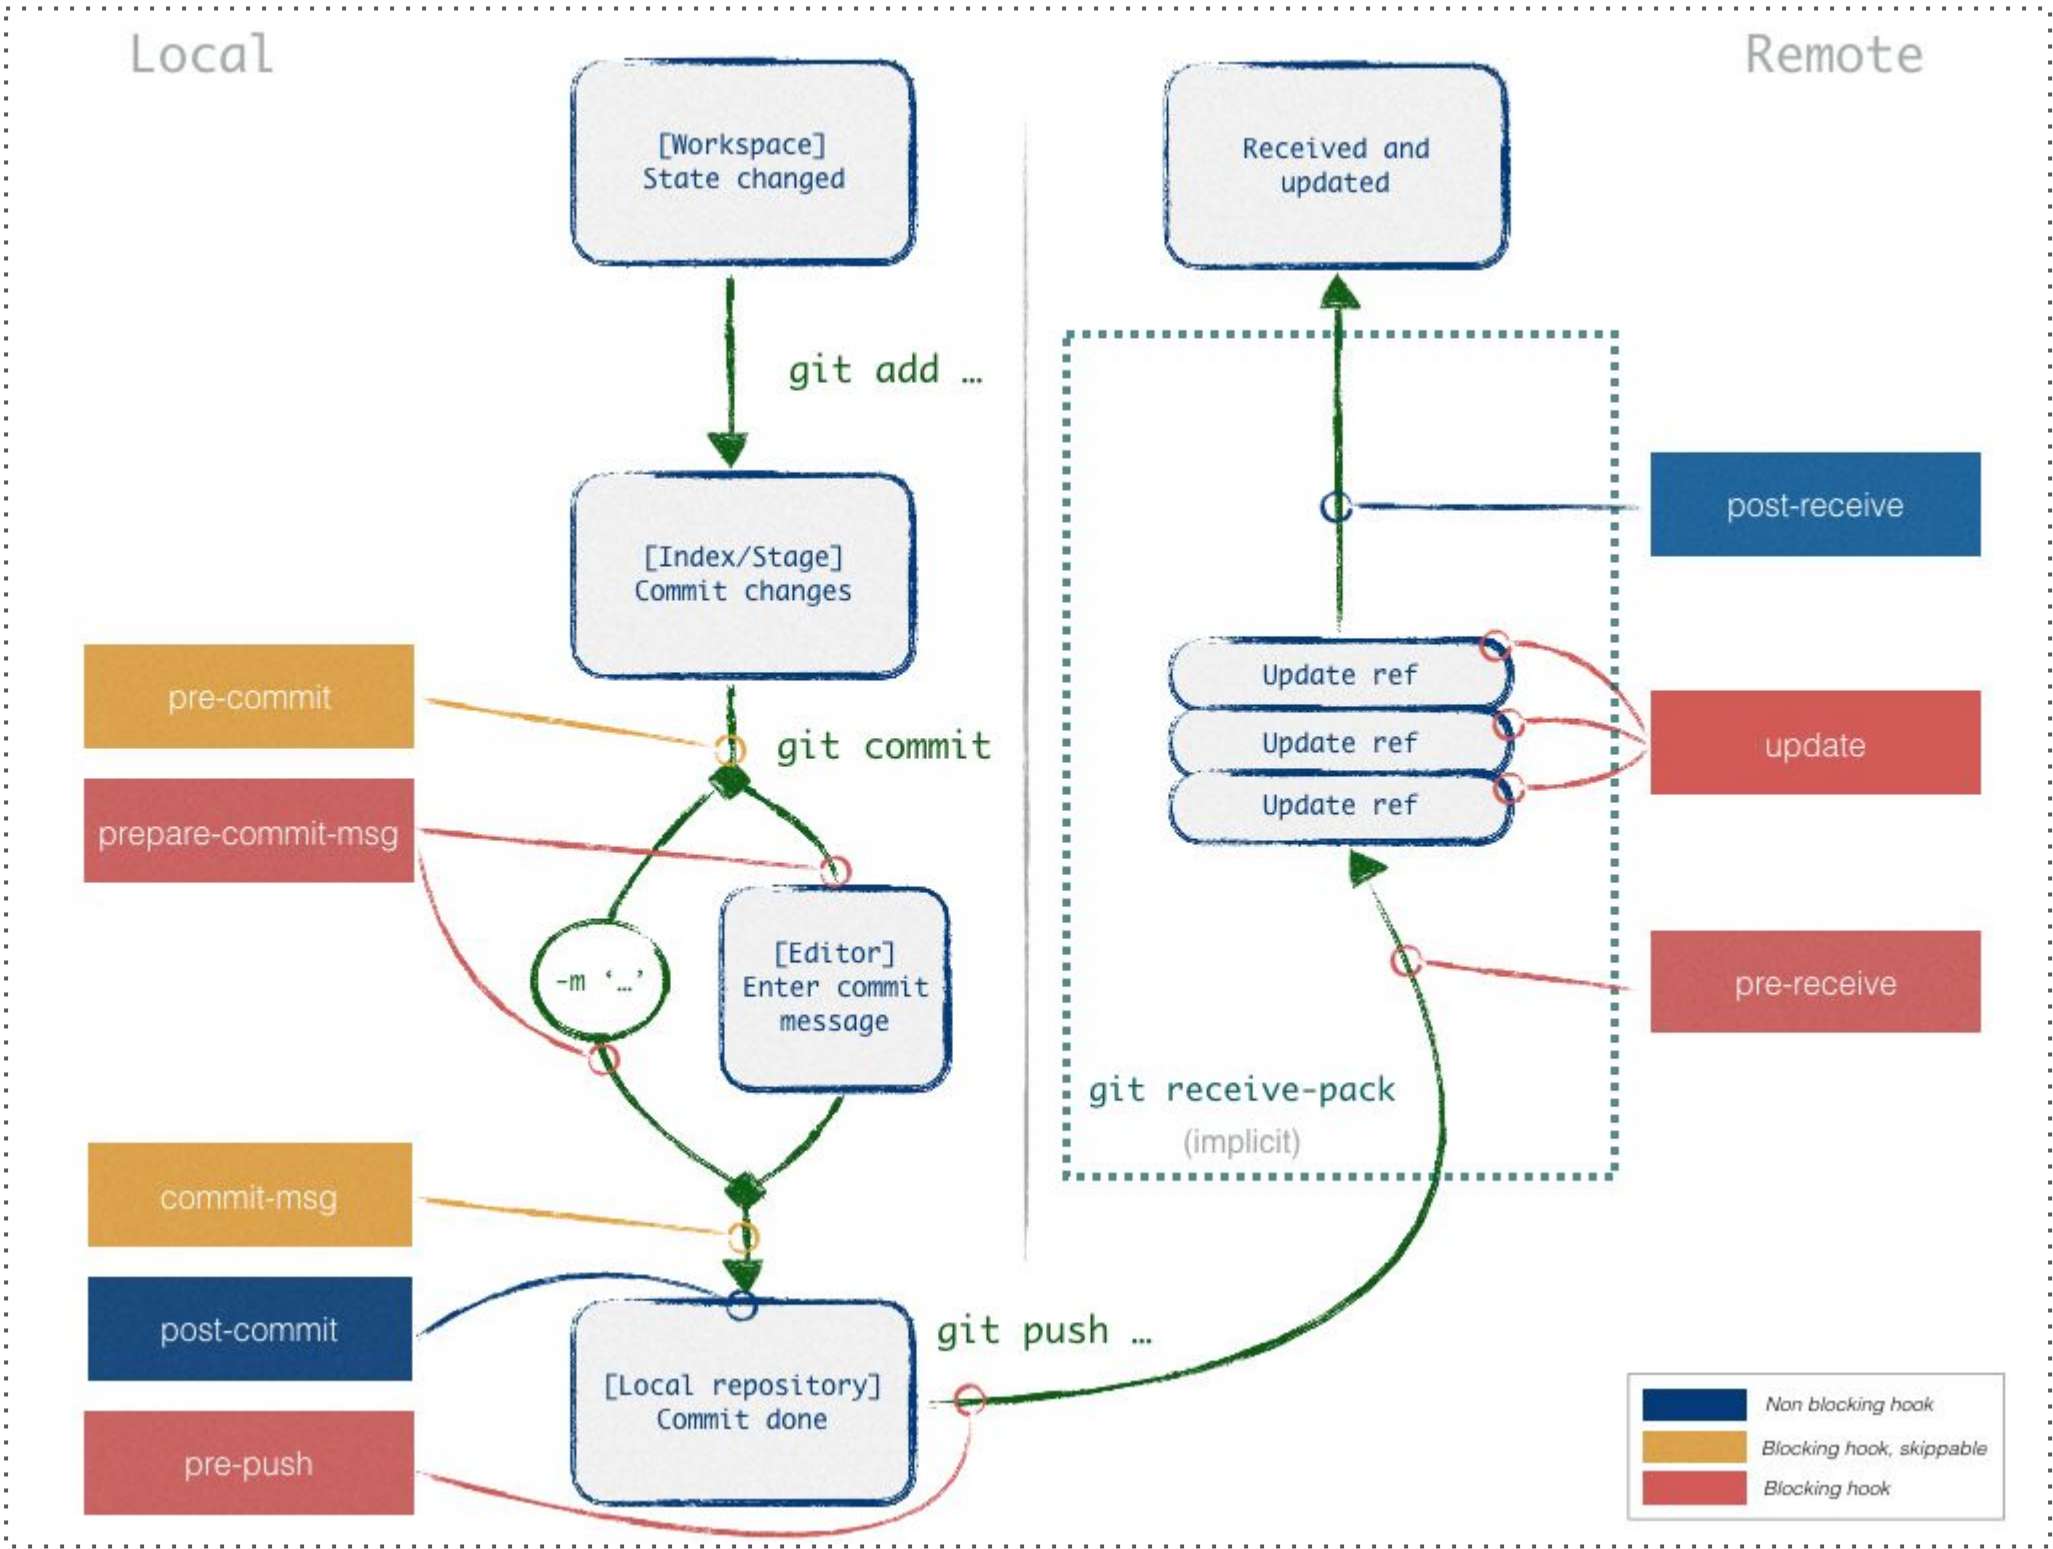 Local
Remote
[Workspace]
State changed
git add …
[Index/Stage]
Commit changes
pre-commit
git commit
prepare-commit-msg
-m ‘…’
[Editor]
Enter commit
message
commit-msg
post-commit
[Local repository]
Commit done
pre-push
git push …
Received and
updated
post-receive
Update ref
Update ref
Update ref
update
pre-receive
git receive-pack
(implicit)
Non blocking hook
Blocking hook, skippable
Blocking hook